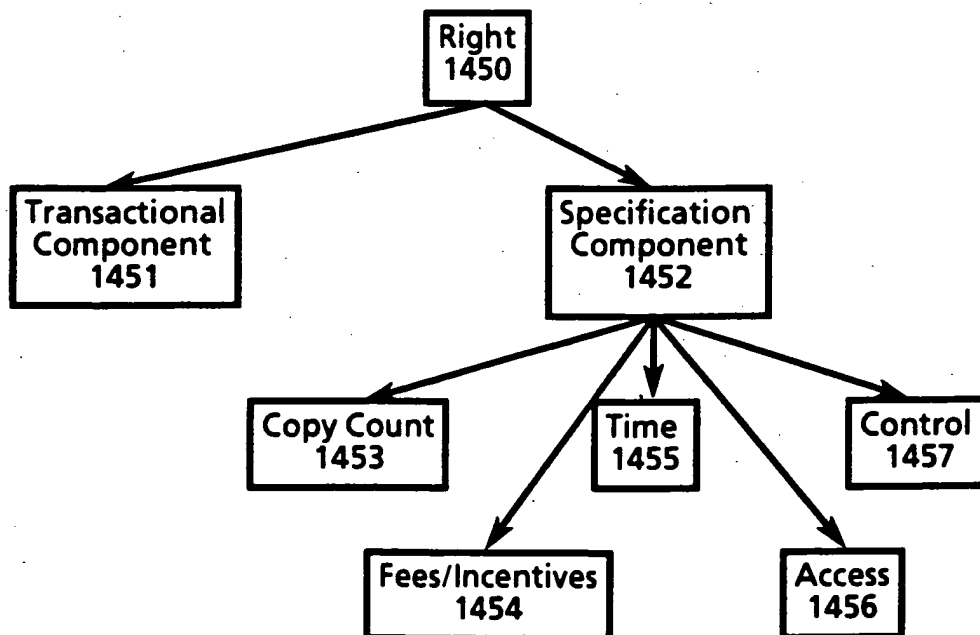 Right
1450
Transactional
Component
1451
Specification
Component
1452
Copy Count
1453
Time
1455
Control
1457
Fees/Incentives
1454
Access
1456